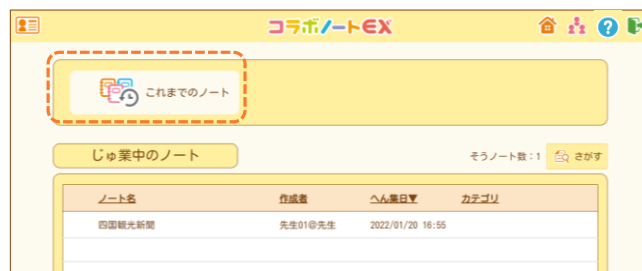 コラボノートEX
?
これまでのノート
じゅ業中のノート
そうノート数:1 さがす
ノート名 作成者 へん集日▼ カテゴリ
四国観光新聞 先生01@先生 2022/01/20 16:55